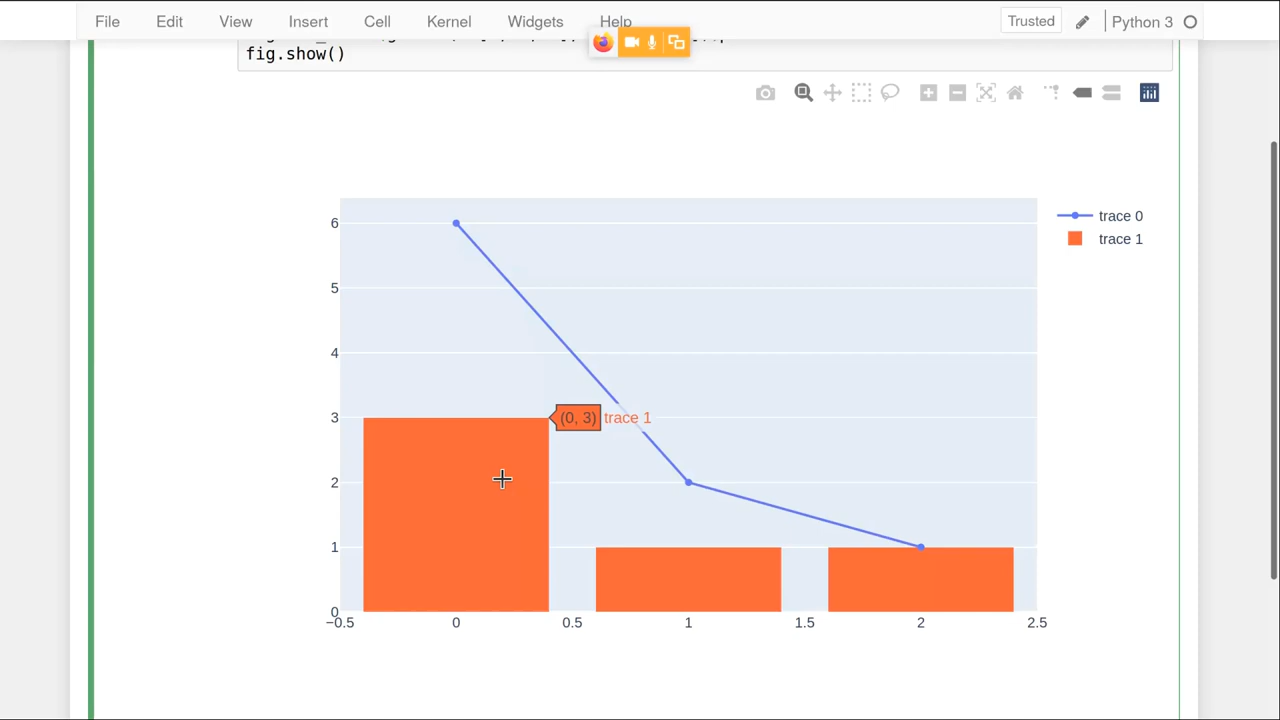 File Edit View Insert Cell Kernel Widgets Help Trusted Python 3
fig.show()
6
5
4
3
2
1
0
−0.5 0 0.5 1 1.5 2 2.5
(0, 3) trace 1
trace 0
trace 1